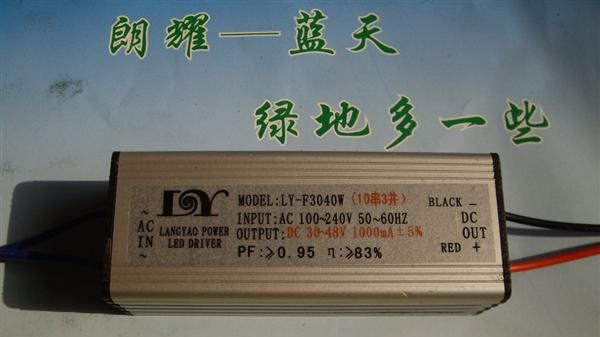 朗耀—蓝天
绿地多一些
~
AC
IN
~
LY
LANGYAO POWER
LED DRIVER
MODEL:LY-F3040W (10串3并)
INPUT:AC 100~240V 50~60HZ
OUTPUT:DC 30-48V 1000mA±5%
PF:≥0.95 η:≥83%
BLACK −
DC
OUT
RED +